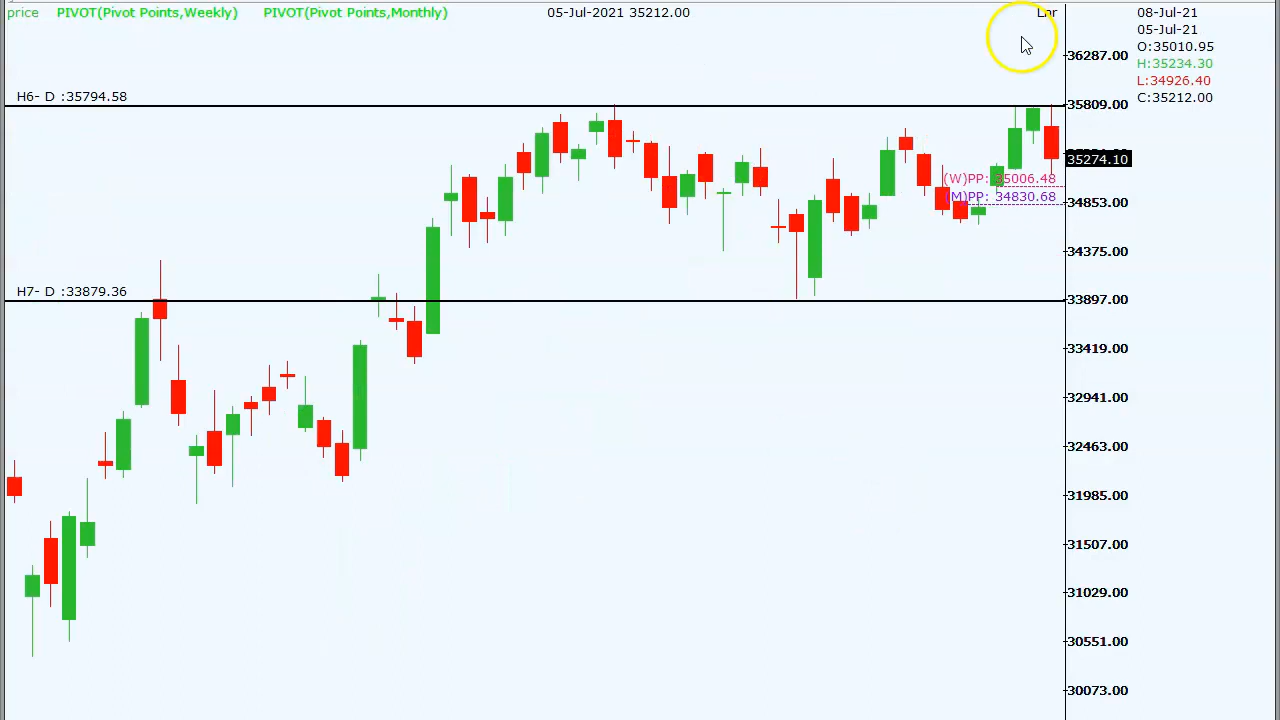 price PIVOT(Pivot Points,Weekly) PIVOT(Pivot Points,Monthly) 05-Jul-2021 35212.00
08-Jul-21
05-Jul-21
O:35010.95
H:35234.30
L:34926.40
C:35212.00
H6- D :35794.58
(W)PP: 35006.48
(M)PP: 34830.68
H7- D :33879.36
36287.00
35809.00
35274.10
34853.00
34375.00
33897.00
33419.00
32941.00
32463.00
31985.00
31507.00
31029.00
30551.00
30073.00